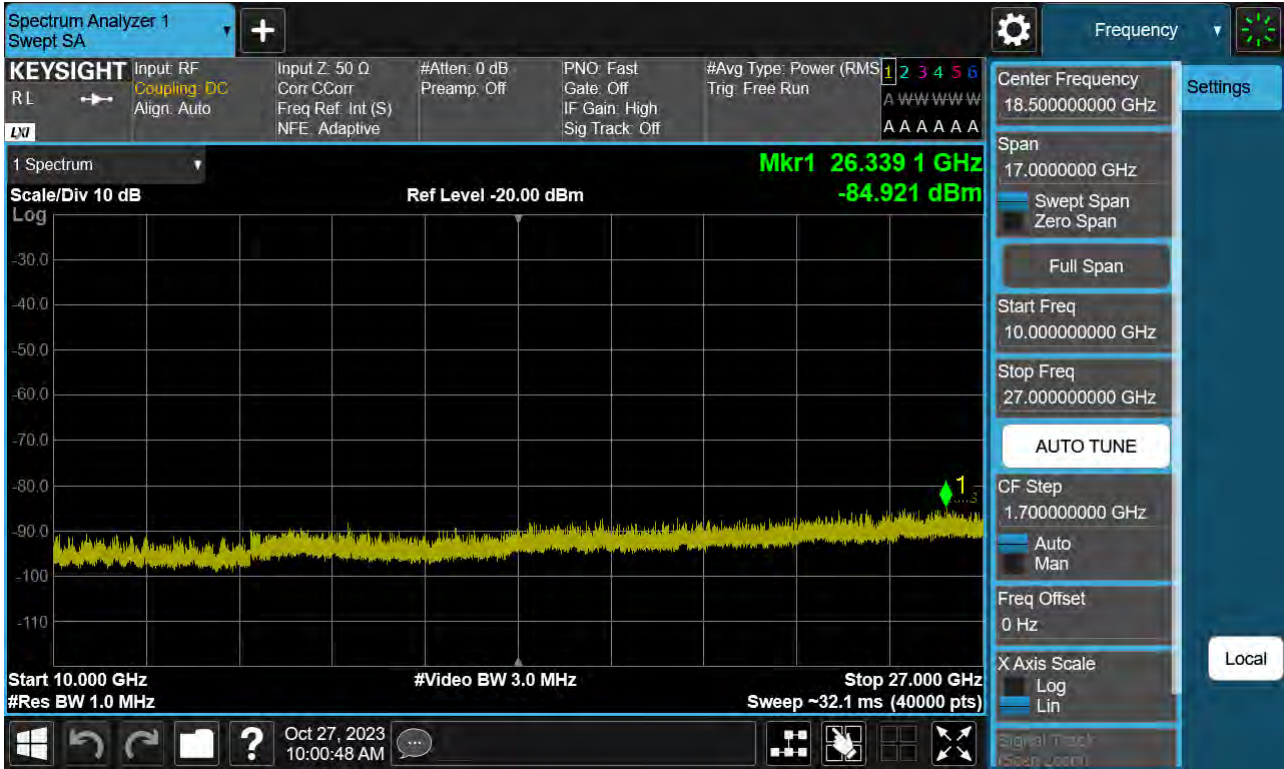 Spectrum Analyzer 1
Swept SA
+
Frequency
KEYSIGHT
RL
LXI
Input: RF
Coupling: DC
Align: Auto
Input Z: 50 Ω
Corr CCorr
Freq Ref: Int (S)
NFE: Adaptive
#Atten: 0 dB
Preamp: Off
PNO: Fast
Gate: Off
IF Gain: High
Sig Track: Off
#Avg Type: Power (RMS
Trig: Free Run
1 2 3 4 5 6
A W W W W W
A A A A A A
1 Spectrum
Scale/Div 10 dB
Log
Ref Level -20.00 dBm
Mkr1 26.339 1 GHz
-84.921 dBm
-30.0
-40.0
-50.0
-60.0
-70.0
-80.0
-90.0
-100
-110
1
Start 10.000 GHz
#Res BW 1.0 MHz
#Video BW 3.0 MHz
Stop 27.000 GHz
Sweep ~32.1 ms (40000 pts)
Center Frequency
18.500000000 GHz
Span
17.0000000 GHz
Swept Span
Zero Span
Full Span
Start Freq
10.000000000 GHz
Stop Freq
27.000000000 GHz
AUTO TUNE
CF Step
1.700000000 GHz
Auto
Man
Freq Offset
0 Hz
X Axis Scale
Log
Lin
Signal Track
(Span Zoom)
Settings
Local
?
Oct 27, 2023
10:00:48 AM